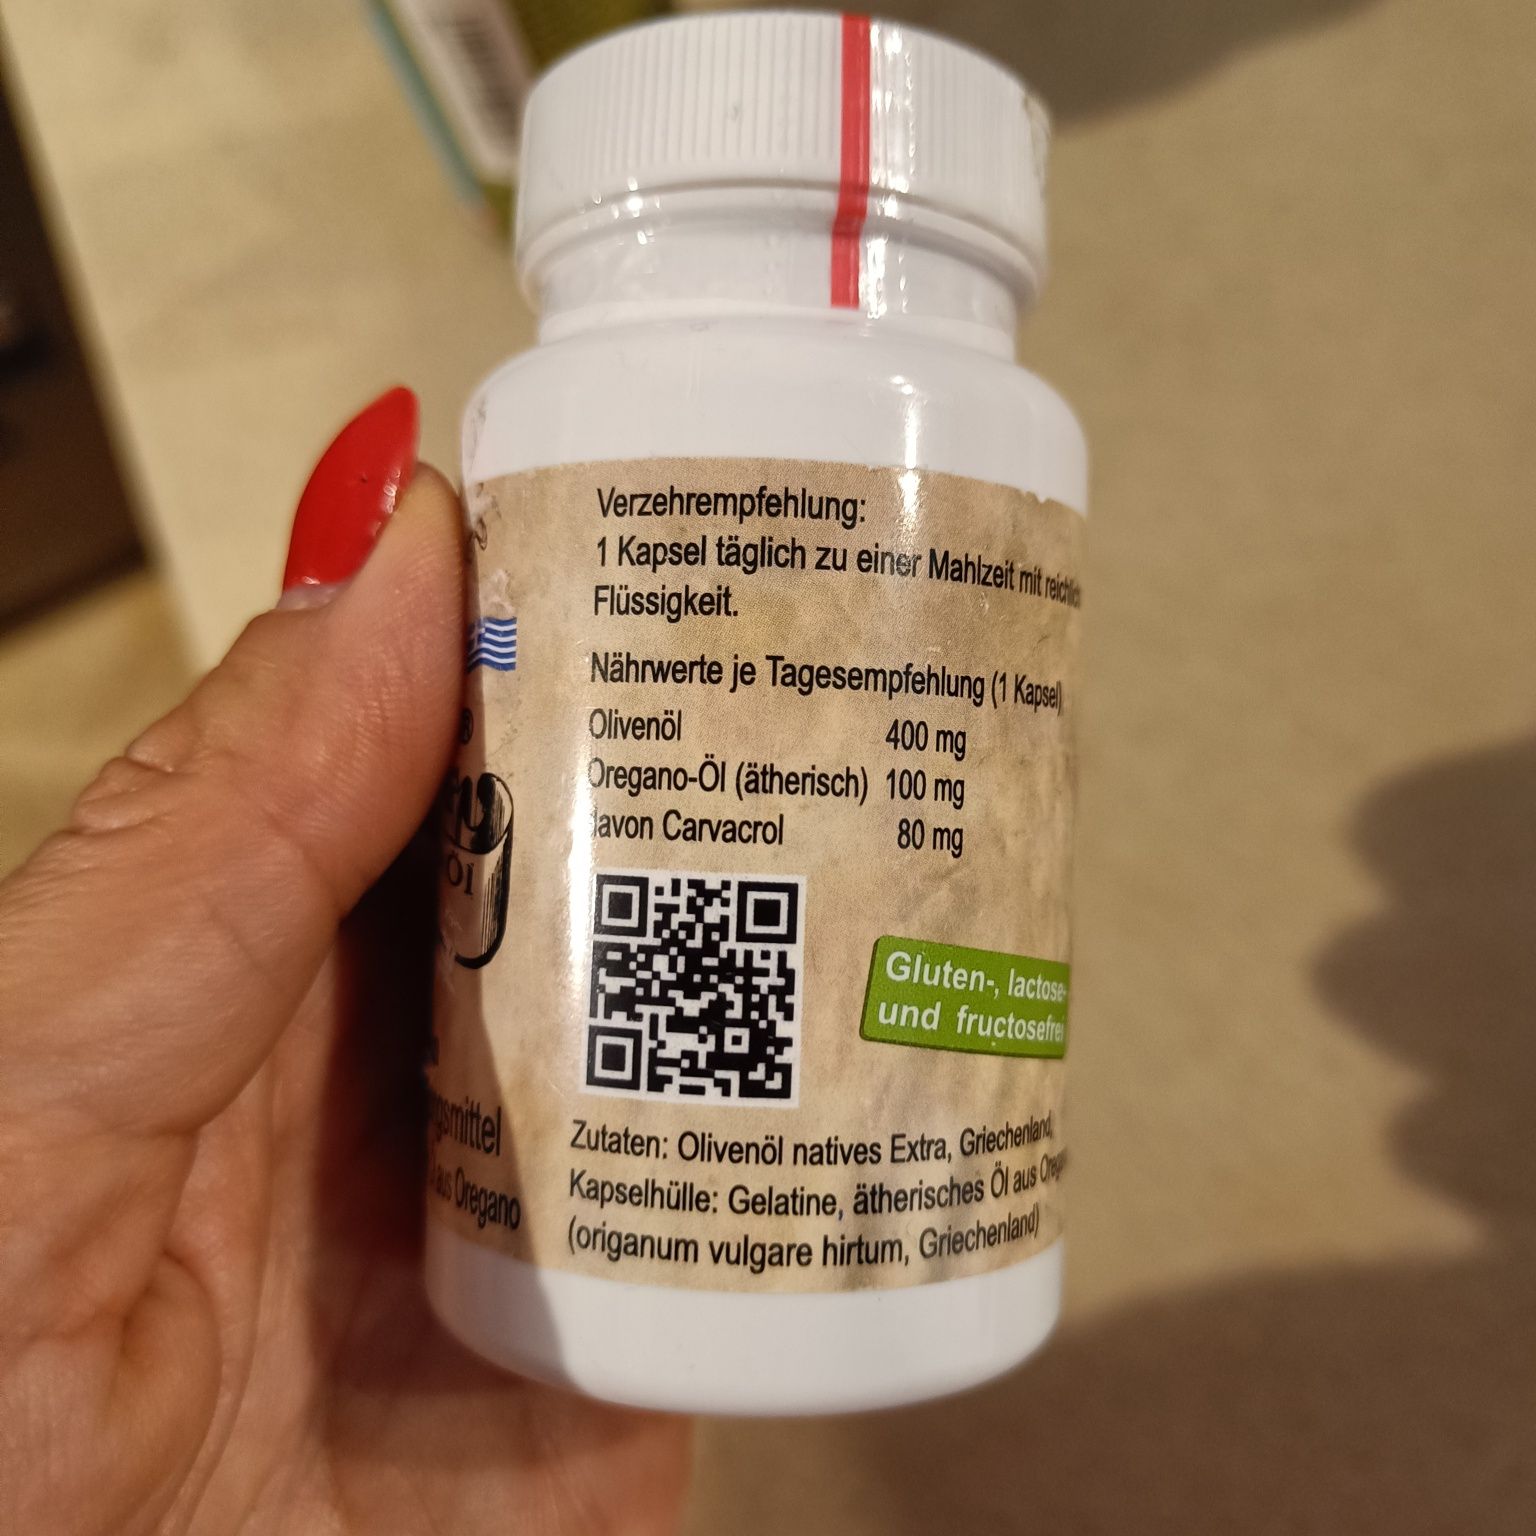 Verzehrempfehlung:
1 Kapsel täglich zu einer Mahlzeit mit
Flüssigkeit.
Nährwerte je Tagesempfehlung (1 Kapsel)
Olivenöl 400 mg
Oregano-Öl (ätherisch) 100 mg
davon Carvacrol 80 mg
Gluten-, lactose-
und fructosefrei
Zutaten: Olivenöl natives Extra, Griechenland,
Kapselhülle: Gelatine, ätherisches Öl aus
(origanum vulgare hirtum, Griechenland)
®
Öl
aus Oregano